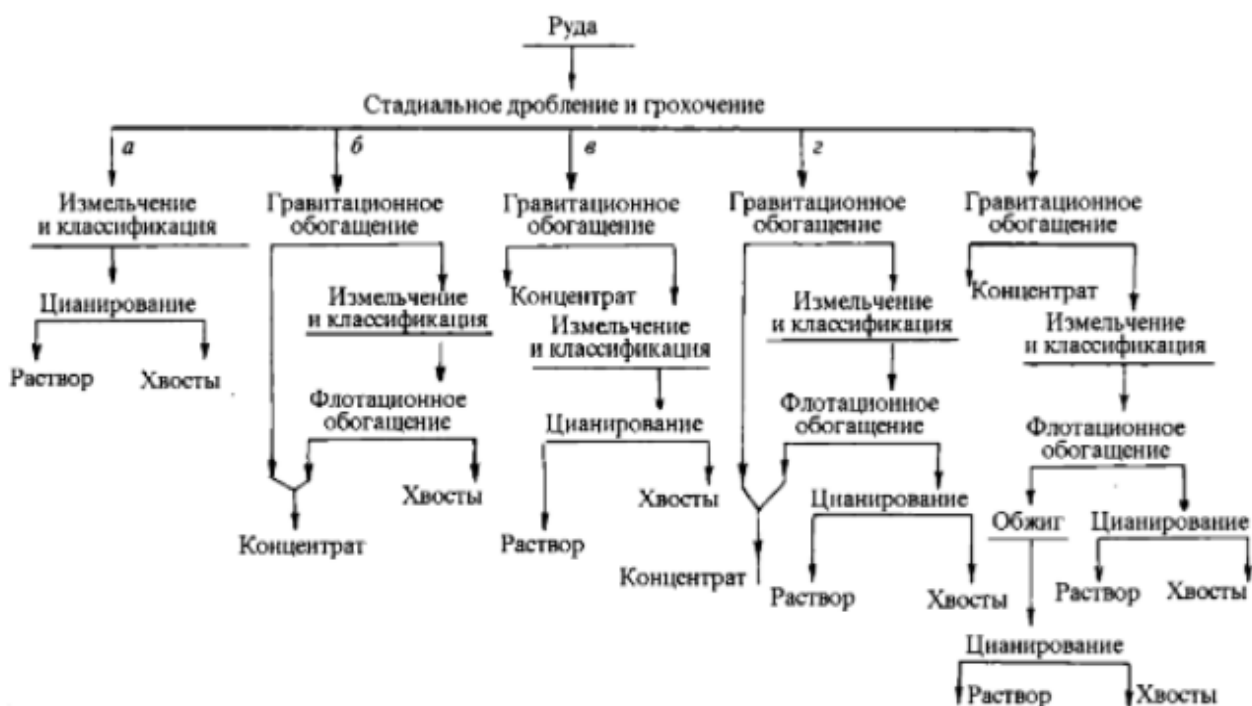 Руда
Стадиальное дробление и грохочение
а
б
в
г
Измельчение
и классификация
Цианирование
Раствор
Хвосты
Гравитационное
обогащение
Измельчение
и классификация
Флотационное
обогащение
Хвосты
Концентрат
Гравитационное
обогащение
Концентрат
Измельчение
и классификация
Цианирование
Хвосты
Раствор
Гравитационное
обогащение
Измельчение
и классификация
Флотационное
обогащение
Цианирование
Концентрат
Раствор
Хвосты
Гравитационное
обогащение
Концентрат
Измельчение
и классификация
Флотационное
обогащение
Обжиг
Цианирование
Раствор
Хвосты
Цианирование
Раствор
Хвосты